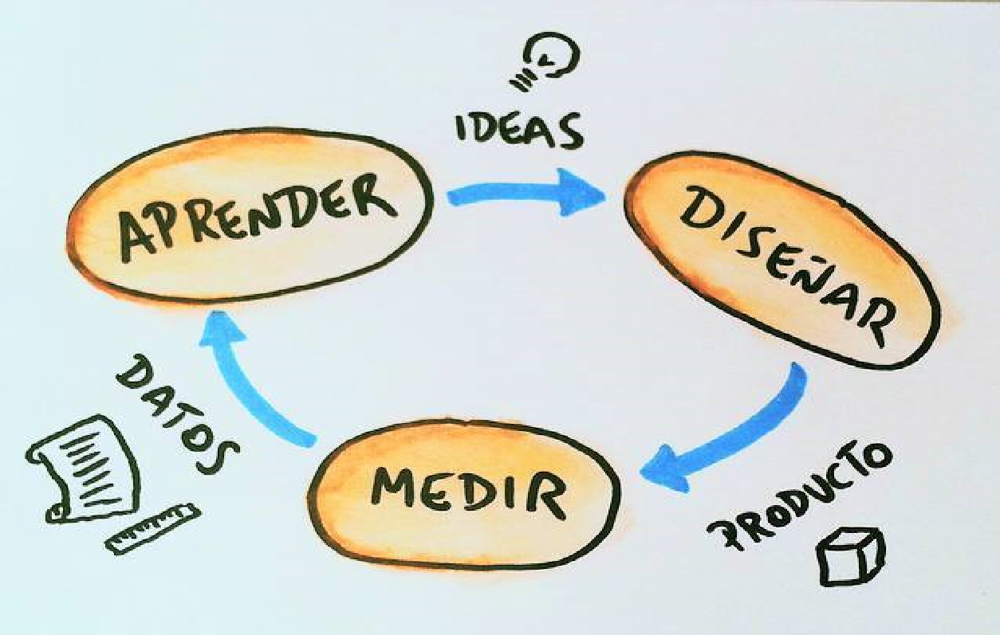 IDEAS
APRENDER
DISEÑAR
DATOS
MEDIR
PRODUCTO